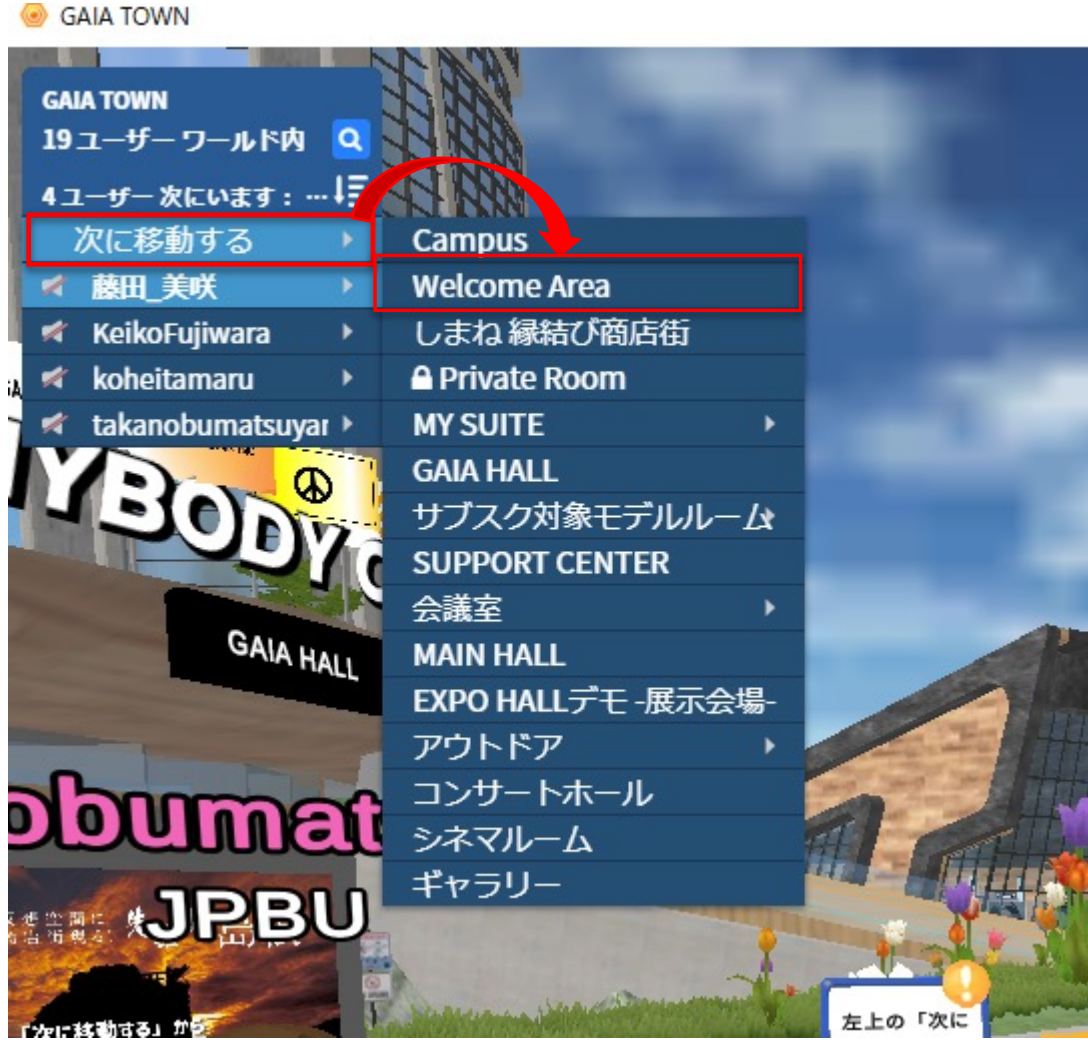 GAIA TOWN
GAIA TOWN
19 ユーザー ワールド内
4 ユーザー 次にいます : ...
次に移動する
藤田_美咲
KeikoFujiwara
koheitamaru
takanobumatsuyar
Campus
Welcome Area
しまね 縁結び商店街
Private Room
MY SUITE
GAIA HALL
サブスク対象モデルルーム
SUPPORT CENTER
会議室
MAIN HALL
EXPO HALLデモ -展示会場-
アウトドア
コンサートホール
シネマルーム
ギャラリー
YBODY
GAIA HALL
obumat
JPBU
「次に移動する」から
左上の「次に